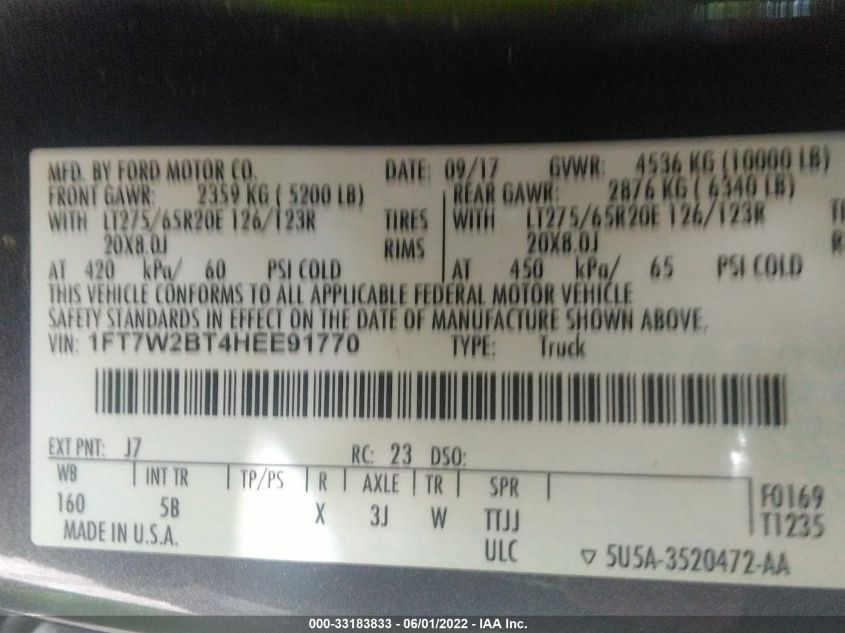 MFD. BY FORD MOTOR CO. DATE: 09/17 GVWR: 4536 KG (10000 LB)
FRONT GAWR: 2359 KG ( 5200 LB) REAR GAWR: 2876 KG ( 6340 LB)
WITH LT275/65R20E 126/123R TIRES WITH LT275/65R20E 126/123R
20X8.0J RIMS 20X8.0J
AT 420 kPa/ 60 PSI COLD AT 450 kPa/ 65 PSI COLD
THIS VEHICLE CONFORMS TO ALL APPLICABLE FEDERAL MOTOR VEHICLE
SAFETY STANDARDS IN EFFECT ON THE DATE OF MANUFACTURE SHOWN ABOVE.
VIN: 1FT7W2BT4HEE91770 TYPE: Truck
EXT PNT: J7 RC: 23 DSO:
WB INT TR TP/PS R AXLE TR SPR
160 5B X 3J W TTJJ
F0169
T1235
MADE IN U.S.A. ULC ▽ 5U5A-3520472-AA
000-33183833 - 06/01/2022 - IAA Inc.